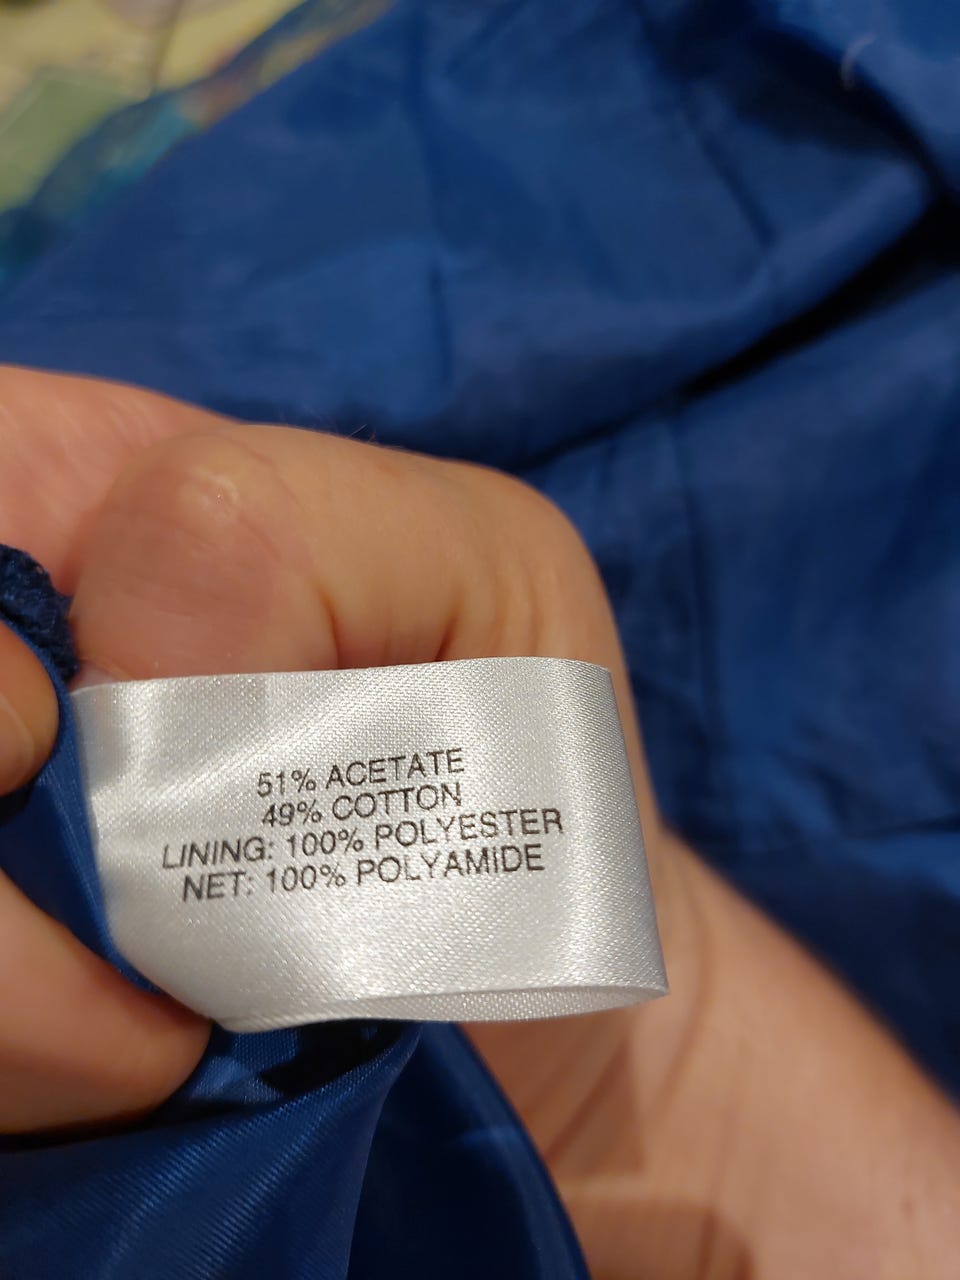 51% ACETATE
49% COTTON
LINING: 100% POLYESTER
NET: 100% POLYAMIDE